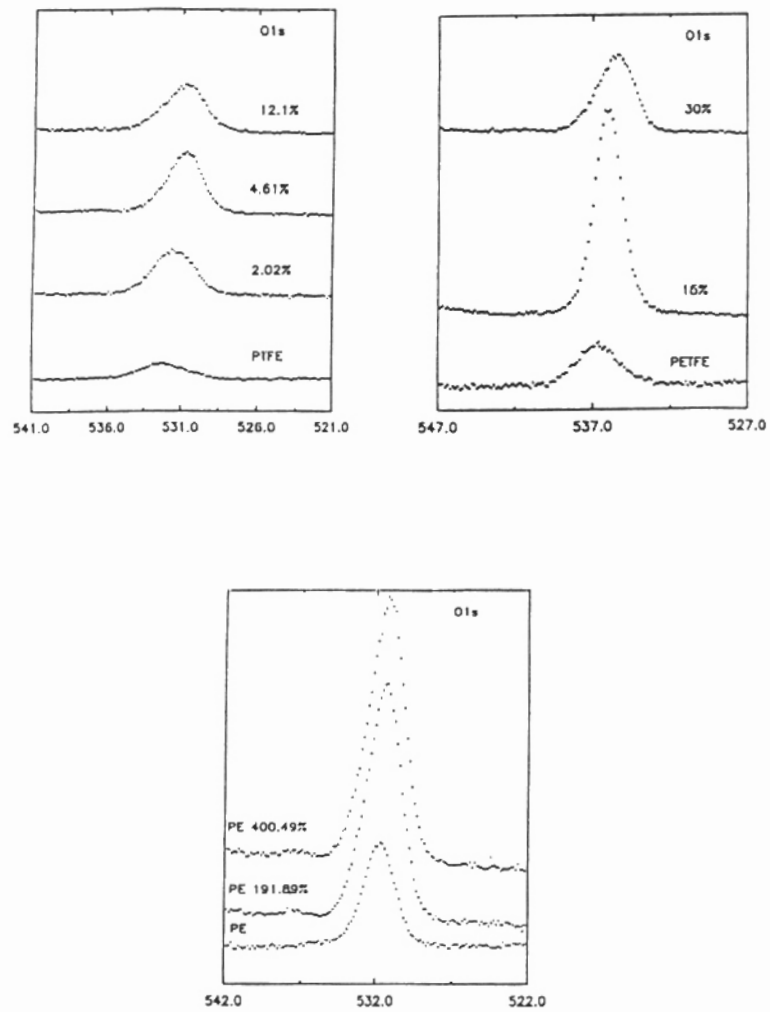 O1s
12.1%
4.61%
2.02%
PTFE
541.0 536.0 531.0 526.0 521.0
O1s
30%
16%
PETFE
547.0 537.0 527.0
O1s
PE 400.49%
PE 191.89%
PE
542.0 532.0 522.0